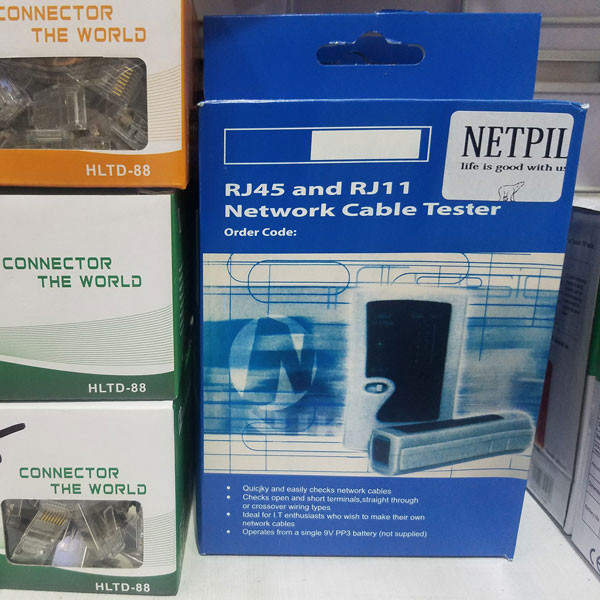 CONNECTOR
THE WORLD
HLTD-88
CONNECTOR
THE WORLD
HLTD-88
CONNECTOR
THE WORLD
HLTD-88
NETPIL
life is good with us
RJ45 and RJ11
Network Cable Tester
Order Code:
• Quicjky and easily checks network cables
• Checks open and short terminals,straight through
or crossover wiring types
• Ideal for I.T enthusiasts who wish to make their own
network cables
• Operates from a single 9V PP3 battery (not supplied)